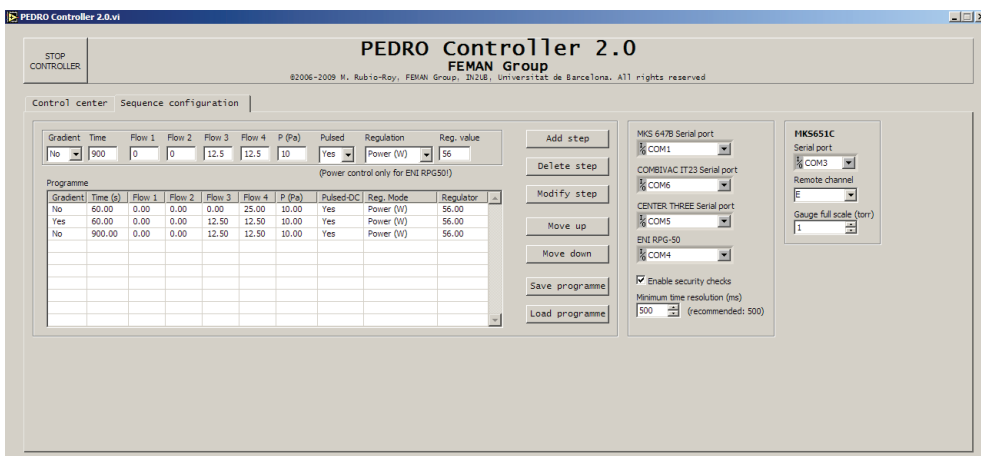 PEDRO Controller 2.0.vi
STOP
CONTROLLER
PEDRO Controller 2.0
FEMAN Group
©2006-2009 M. Rubio-Roy, FEMAN Group, IN2UB, Universitat de Barcelona. All rights reserved
Control center Sequence configuration
Gradient Time Flow 1 Flow 2 Flow 3 Flow 4 P (Pa) Pulsed Regulation Reg. value
No 900 0 0 12.5 12.5 10 Yes Power (W) 56
(Power control only for ENI RPG50!)
Programme
Gradient Time (s) Flow 1 Flow 2 Flow 3 Flow 4 P (Pa) Pulsed-DC Reg. Mode Regulator
No 60.00 0.00 0.00 0.00 25.00 10.00 Yes Power (W) 56.00
Yes 60.00 0.00 0.00 12.50 12.50 10.00 Yes Power (W) 56.00
No 900.00 0.00 0.00 12.50 12.50 10.00 Yes Power (W) 56.00
Add step
Delete step
Modify step
Move up
Move down
Save programme
Load programme
MKS 647B Serial port
COM1
COMBIVAC IT23 Serial port
COM6
CENTER THREE Serial port
COM5
ENI RPG-50
COM4
Enable security checks
Minimum time resolution (ms)
500 (recommended: 500)
MKS651C
Serial port
COM3
Remote channel
E
Gauge full scale (torr)
1